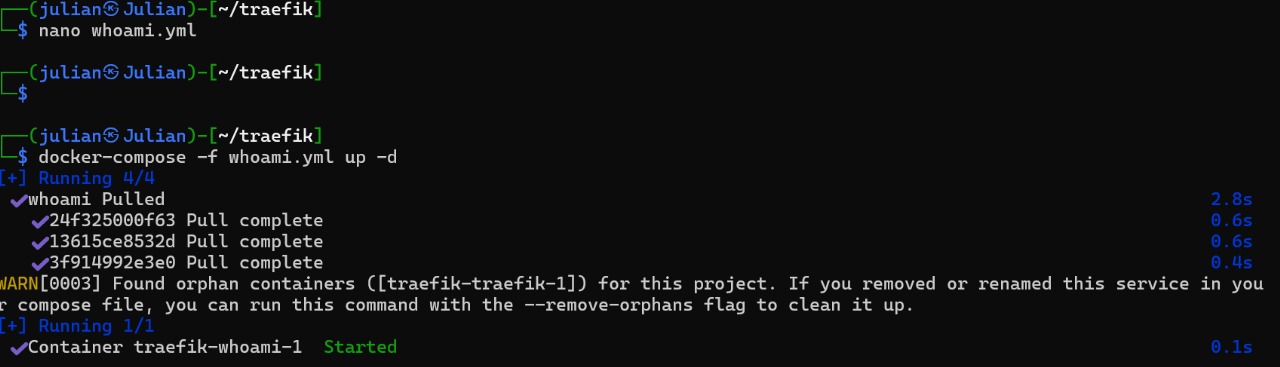 ┌──(julian㉿Julian)-[~/traefik]
└─$ nano whoami.yml
┌──(julian㉿Julian)-[~/traefik]
└─$
┌──(julian㉿Julian)-[~/traefik]
└─$ docker-compose -f whoami.yml up -d
[+] Running 4/4
✔whoami Pulled 2.8s
✔24f325000f63 Pull complete 0.6s
✔13615ce8532d Pull complete 0.6s
✔3f914992e3e0 Pull complete 0.4s
WARN[0003] Found orphan containers ([traefik-traefik-1]) for this project. If you removed or renamed this service in you
r compose file, you can run this command with the --remove-orphans flag to clean it up.
[+] Running 1/1
✔Container traefik-whoami-1 Started 0.1s